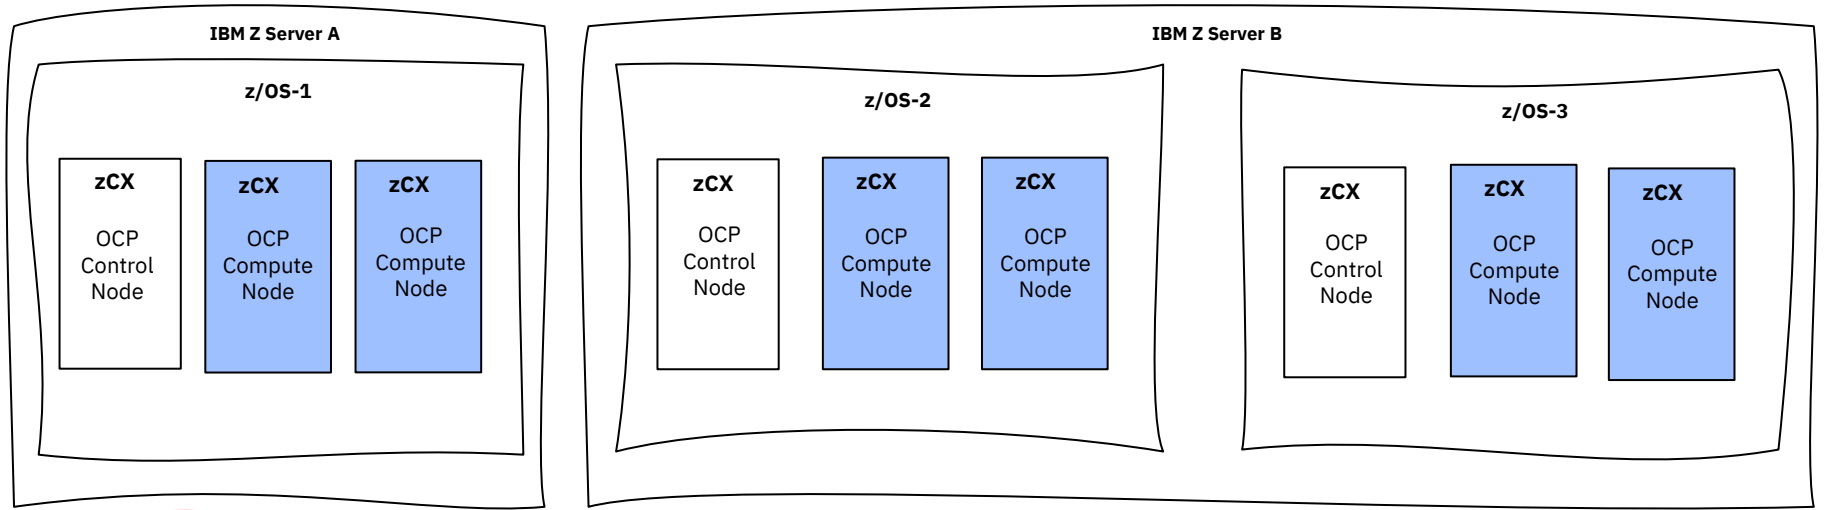 IBM Z Server A
z/OS-1
zCX
OCP
Control
Node
zCX
OCP
Compute
Node
zCX
OCP
Compute
Node
IBM Z Server B
z/OS-2
zCX
OCP
Control
Node
zCX
OCP
Compute
Node
zCX
OCP
Compute
Node
z/OS-3
zCX
OCP
Control
Node
zCX
OCP
Compute
Node
zCX
OCP
Compute
Node